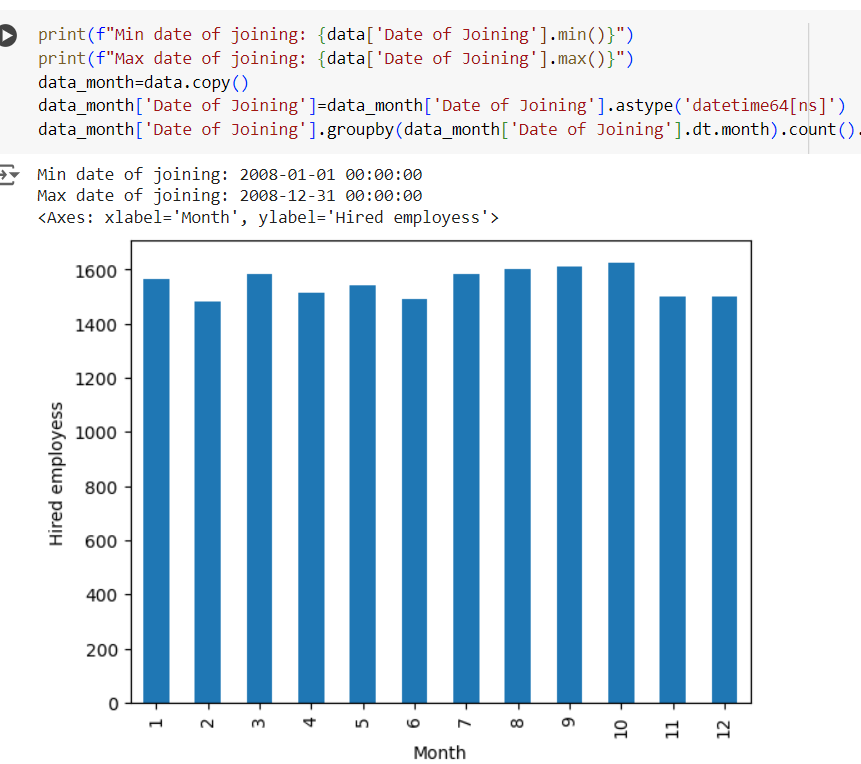 print(f"Min date of joining: {data['Date of Joining'].min()}")
print(f"Max date of joining: {data['Date of Joining'].max()}")
data_month=data.copy()
data_month['Date of Joining']=data_month['Date of Joining'].astype('datetime64[ns]')
data_month['Date of Joining'].groupby(data_month['Date of Joining'].dt.month).count().
Min date of joining: 2008-01-01 00:00:00
Max date of joining: 2008-12-31 00:00:00
<Axes: xlabel='Month', ylabel='Hired employess'>
1600
1400
1200
1000
800
600
400
200
0
Hired employess
1 2 3 4 5 6 7 8 9 10 11 12
Month